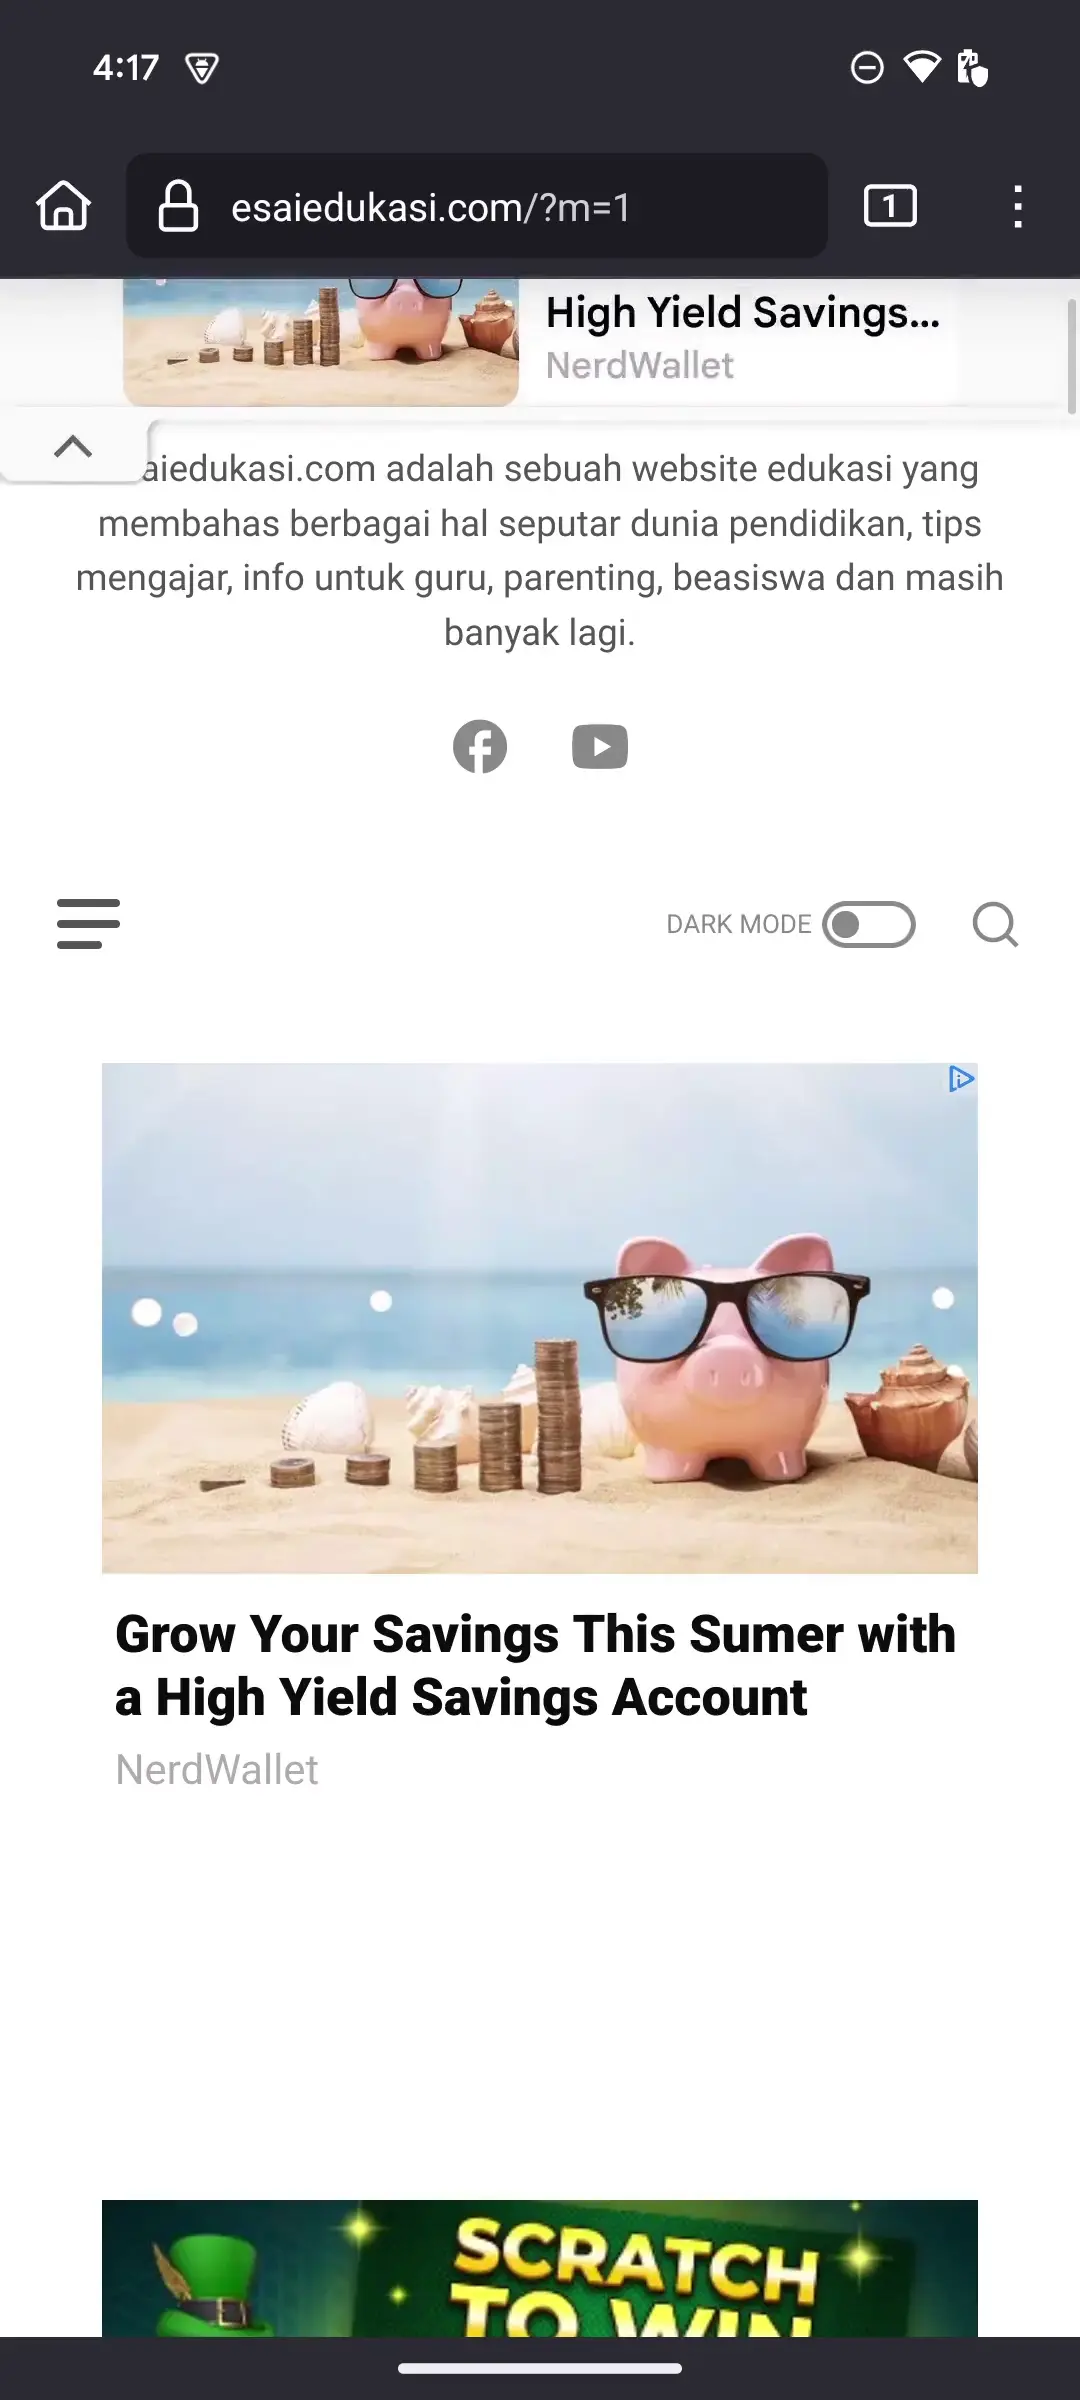 4:17
esaiedukasi.com/?m=1
1
High Yield Savings...
NerdWallet
aiedukasi.com adalah sebuah website edukasi yang
membahas berbagai hal seputar dunia pendidikan, tips
mengajar, info untuk guru, parenting, beasiswa dan masih
banyak lagi.
DARK MODE
Grow Your Savings This Sumer with
a High Yield Savings Account
NerdWallet
SCRATCH
TO WIN